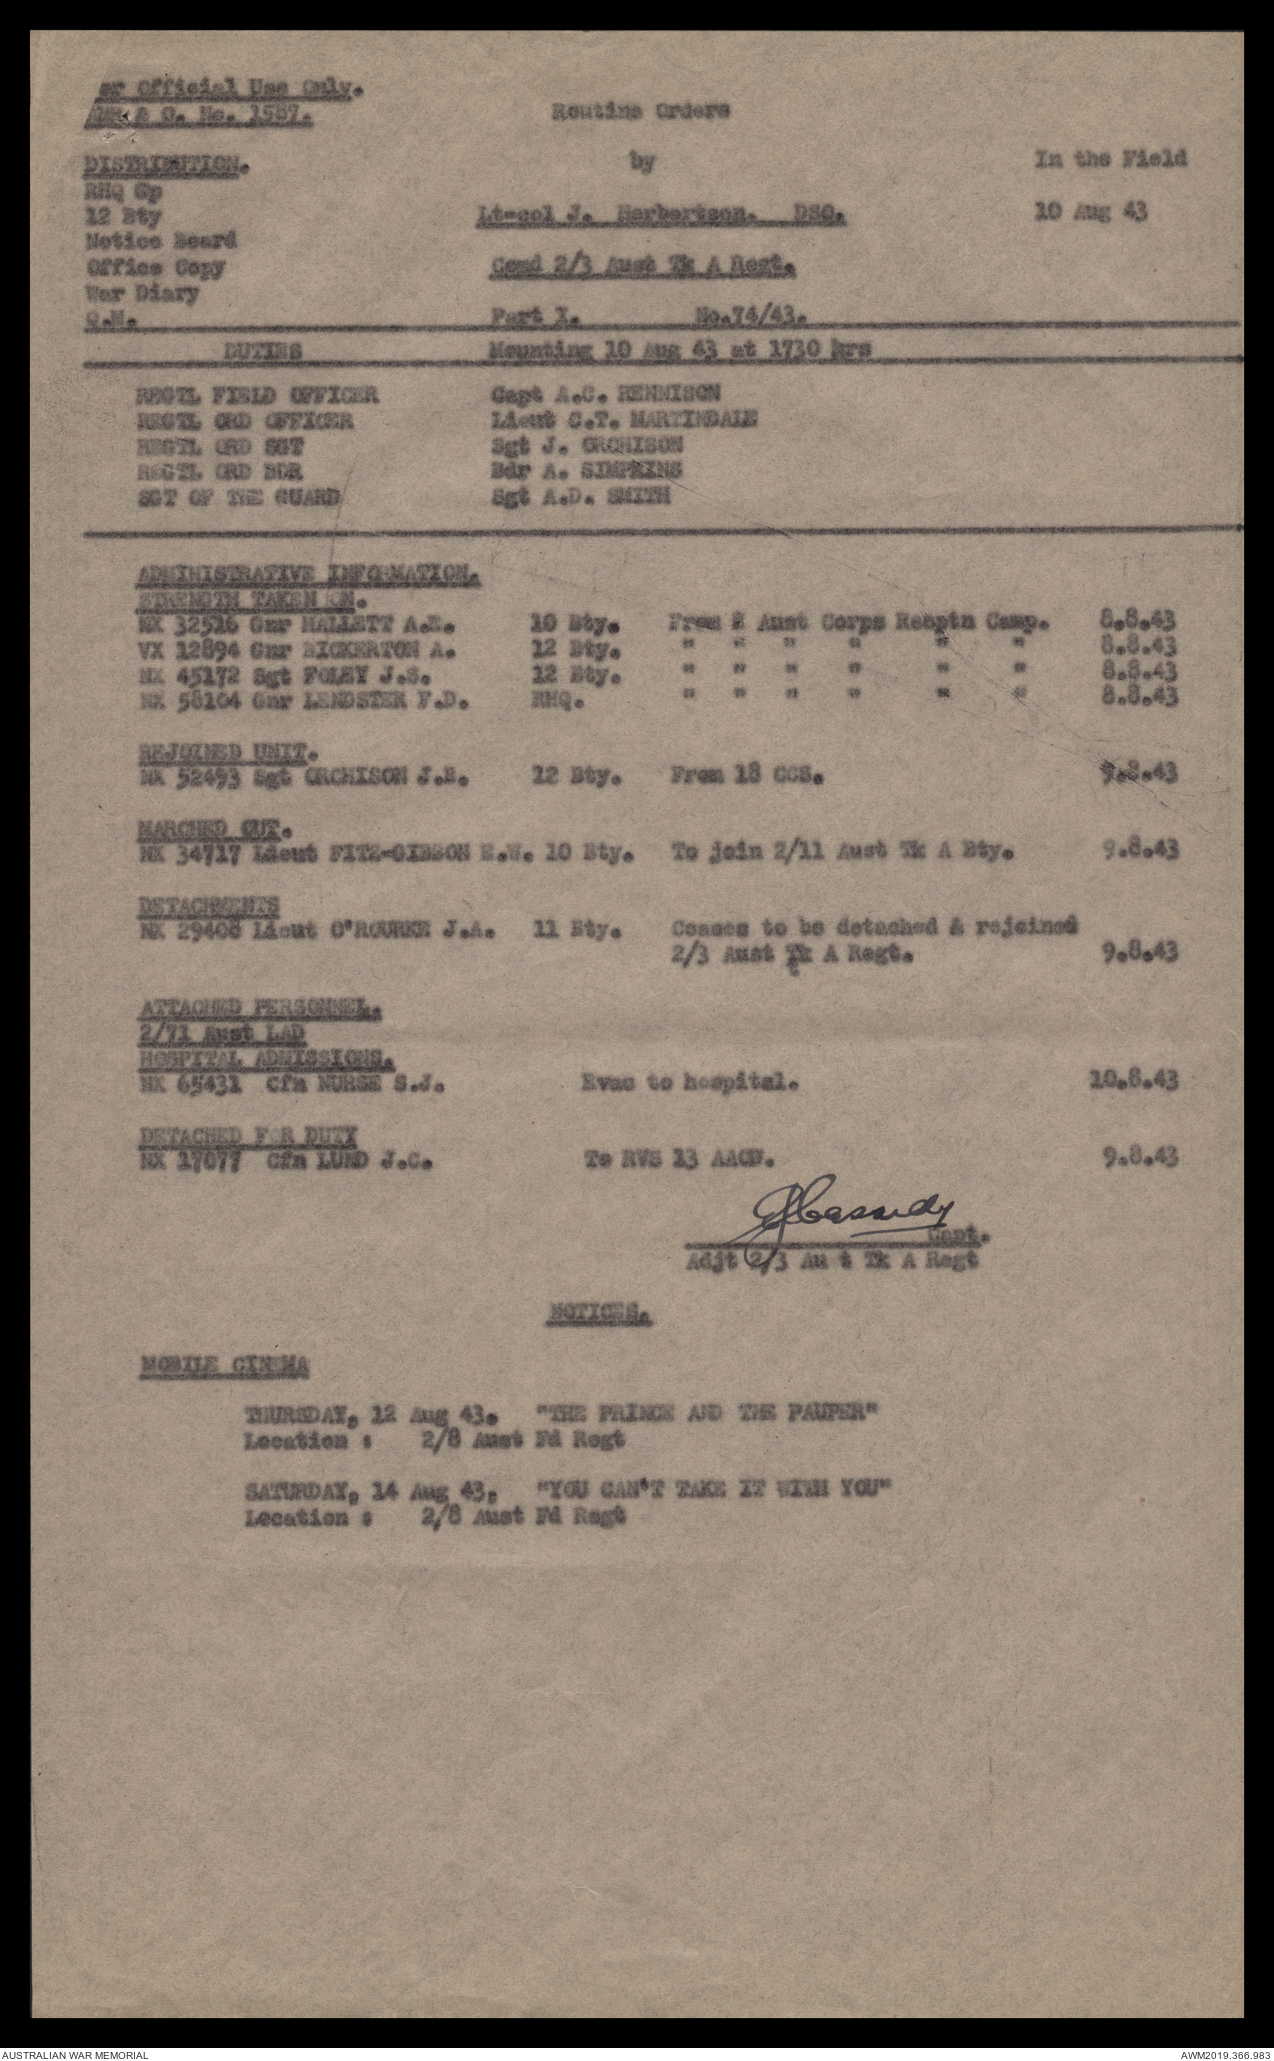 or Official Use Only.
& G. No. 1587.
Routine Orders
DISTRIBUTION.
by
In the Field
RHQ Gp
12 Bty
Lt-col J. Herbertson. DSO.
10 Aug 43
Notice Board
Office Copy
Comd 2/3 Aust Tk A Regt.
War Diary
Q.M.
Part I. No.74/43.
DUTIES Mounting 10 Aug 43 at 1730 hrs
REGTL FIELD OFFICER Capt A.C. RENNISON
REGTL ORD OFFICER Lieut C.T. MARTINDALE
REGTL ORD SGT Sgt J. ORCHISON
REGTL ORD BDR Bdr A. SIMPKINS
SGT OF THE GUARD Sgt A.D. SMITH
ADMINISTRATIVE INFORMATION.
STRENGTH TAKEN ON.
NX 32516 Gnr HALLETT A.E. 10 Bty. From 2 Aust Corps Receptn Camp. 8.8.43
VX 12894 Gnr BICKERTON A. 12 Bty. " " " " " " 8.8.43
NX 45172 Sgt FOLEY J.S. 12 Bty. " " " " " " 8.8.43
NX 58104 Gnr LENDSTER F.D. RHQ. " " " " " " 8.8.43
REJOINED UNIT.
NX 52493 Sgt ORCHISON J.B. 12 Bty. From 18 CCS. 9.8.43
MARCHED OUT.
NX 34717 Lieut FITZ-GIBBON E.W. 10 Bty. To join 2/11 Aust Tk A Bty. 9.8.43
DETACHMENTS
NX 29408 Lieut O'ROURKE J.A. 11 Bty. Ceases to be detached & rejoined
2/3 Aust Tk A Regt. 9.8.43
ATTACHED PERSONNEL.
2/71 Aust LAD
HOSPITAL ADMISSIONS.
NX 65431 Cfn NURSE S.J. Evac to hospital. 10.8.43
DETACHED FOR DUTY
NX 17077 Cfn LUND J.C. To RVS 13 AACD. 9.8.43
Cassidy
Capt.
Adjt 2/3 Au t Tk A Regt
NOTICES.
MOBILE CINEMA
THURSDAY, 12 Aug 43. "THE PRINCE AND THE PAUPER"
Location : 2/8 Aust Fd Regt
SATURDAY, 14 Aug 43, "YOU CAN'T TAKE IT WITH YOU"
Location : 2/8 Aust Fd Regt
AUSTRALIAN WAR MEMORIAL
AWM2019.366.983